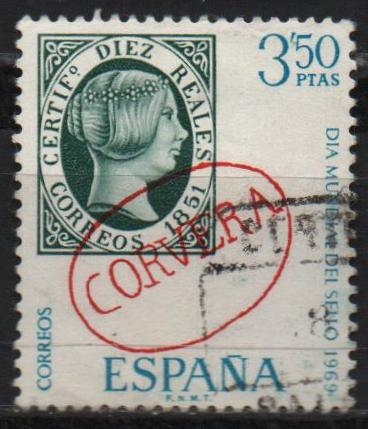 CERTIFº DIEZ REALES
CORREOS 1851
3'50
PTAS
CORVERA
DIA MUNDIAL DEL SELLO 1969
CORREOS
ESPAÑA
F.N.M.T.